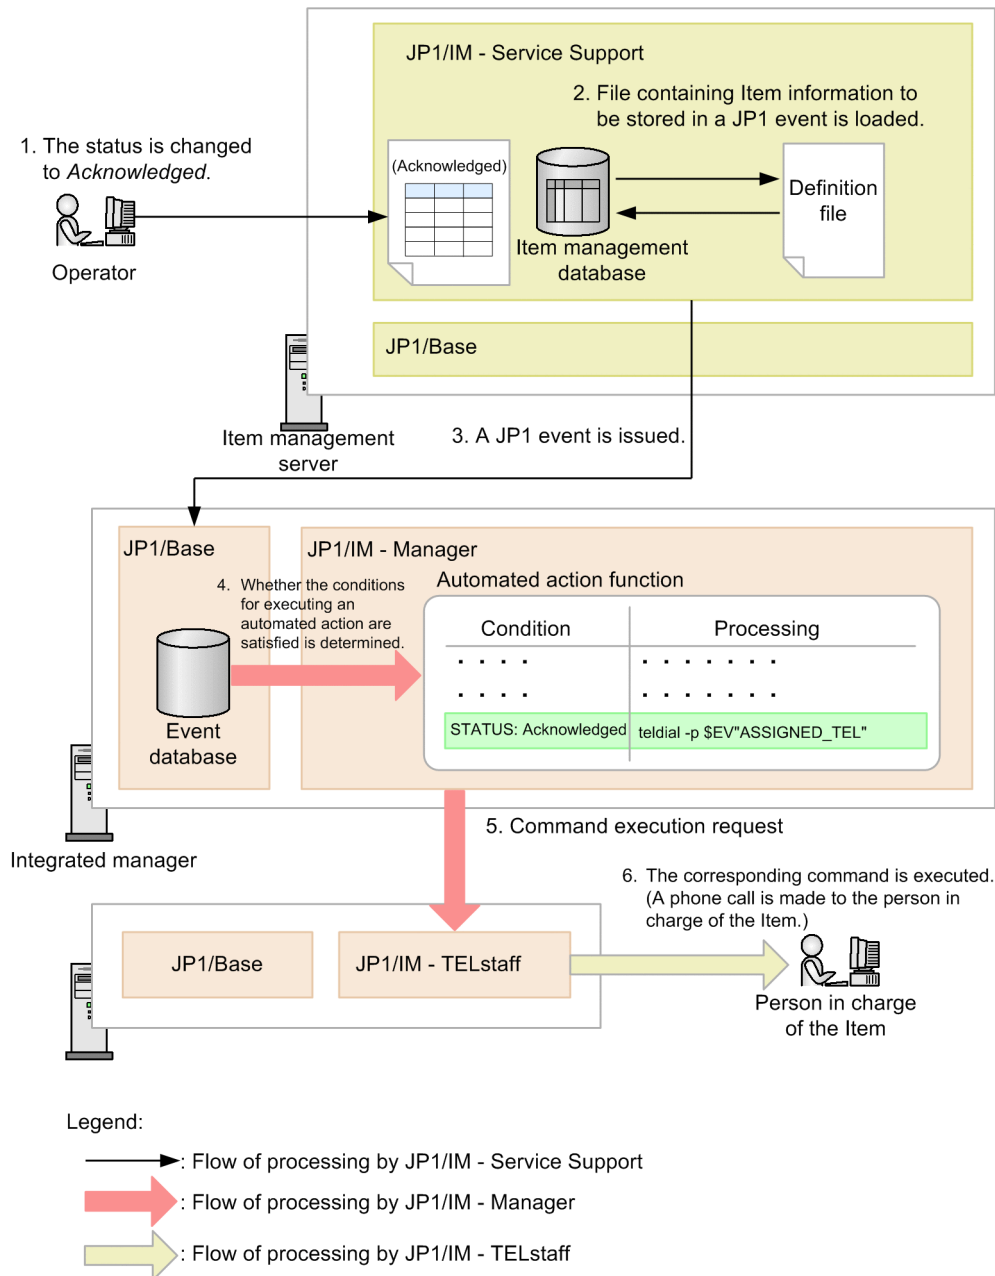 JP1/IM - Service Support
2. File containing Item information to
be stored in a JP1 event is loaded.
1. The status is changed
to Acknowledged.
(Acknowledged)
Definition
file
Item management
database
Operator
JP1/Base
Item management
server
3. A JP1 event is issued.
JP1/Base
JP1/IM - Manager
4. Whether the conditions
for executing an
automated action are
satisfied is determined.
Automated action function
Condition
Processing
. . . .
. . . . . . .
. . . .
. . . . . . .
STATUS: Acknowledged
teldial -p $EV"ASSIGNED_TEL"
Event
database
Integrated manager
5. Command execution request
6. The corresponding command is executed.
(A phone call is made to the person in
charge of the Item.)
JP1/Base
JP1/IM - TELstaff
Person in charge
of the Item
Legend:
: Flow of processing by JP1/IM - Service Support
: Flow of processing by JP1/IM - Manager
: Flow of processing by JP1/IM - TELstaff